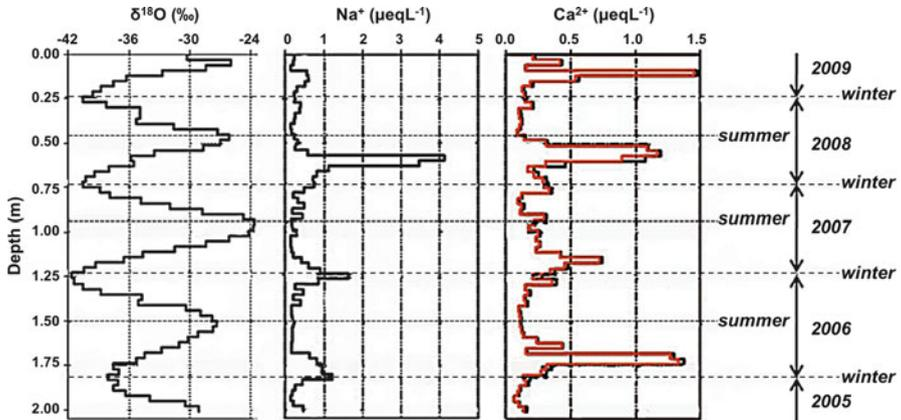 δ¹⁸O (‰) Na⁺ (µeqL⁻¹) Ca²⁺ (µeqL⁻¹)
-42 -36 -30 -24 0 1 2 3 4 5 0.0 0.5 1.0 1.5
0.00
2009
0.25 winter
0.50 summer
2008
0.75 winter
summer
1.00 2007
1.25 winter
1.50 summer
2006
1.75
winter
2.00 2005
Depth (m)